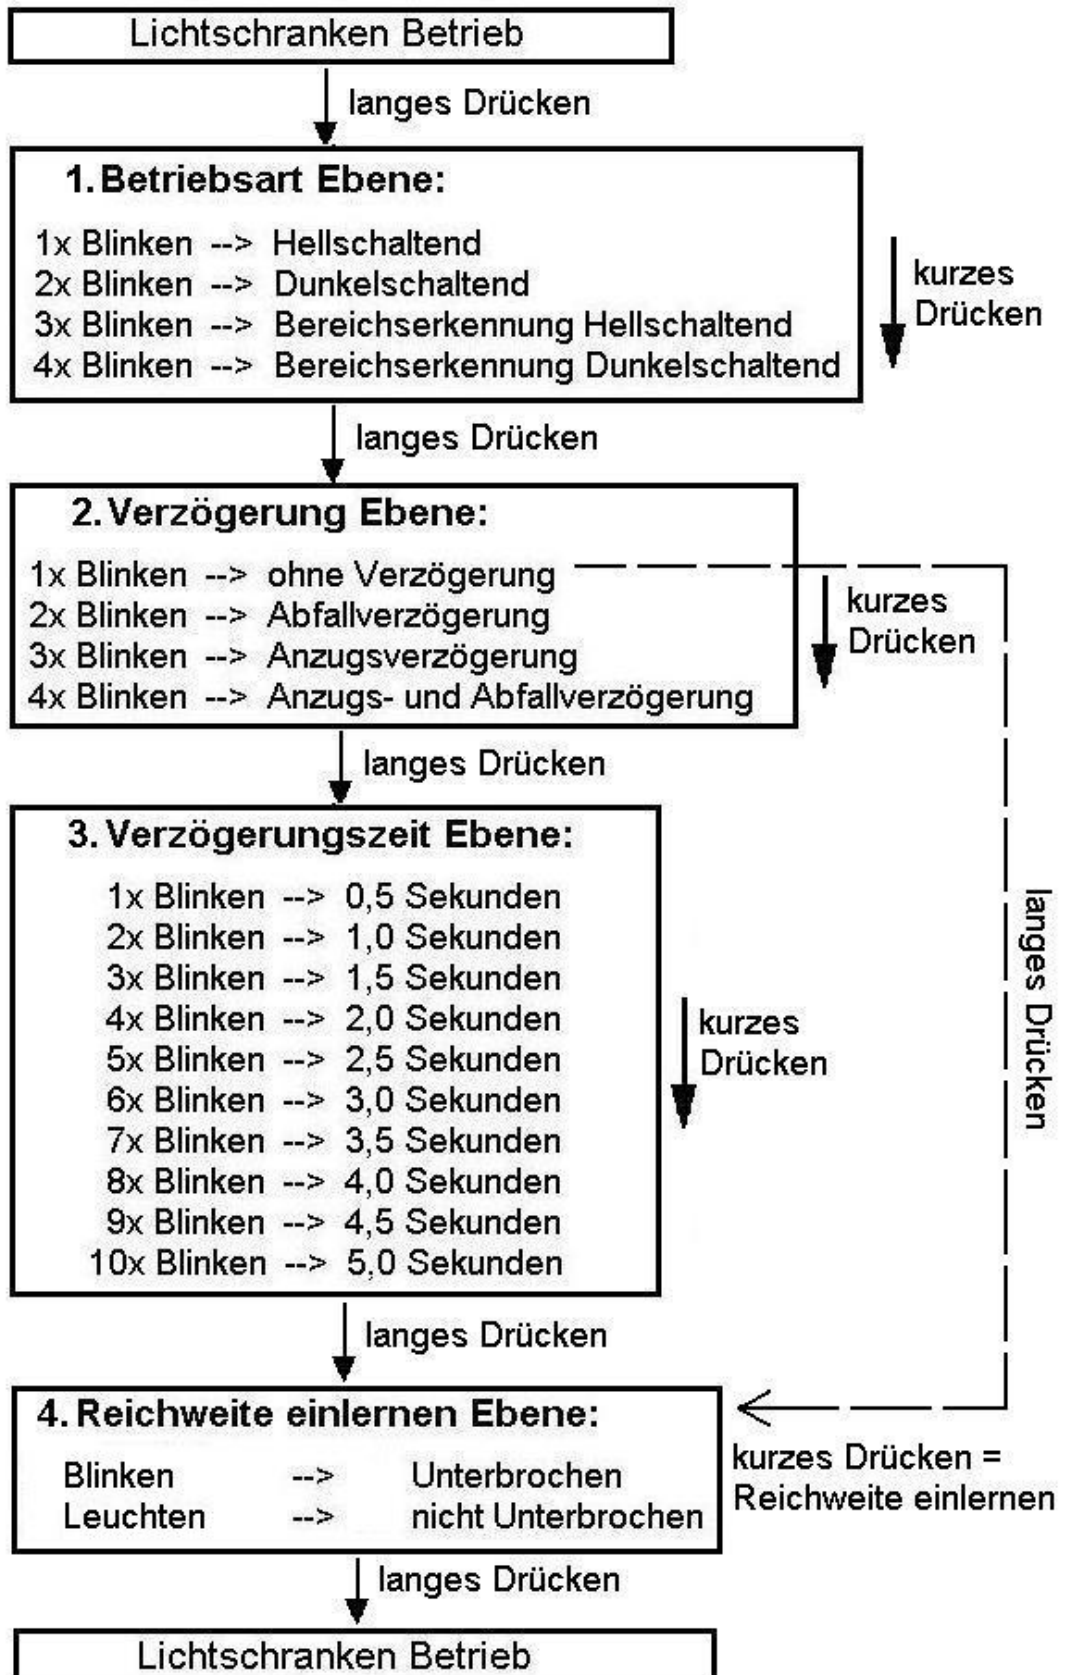 Lichtschranken Betrieb
langes Drücken
1. Betriebsart Ebene:
1x Blinken --> Hellschaltend
2x Blinken --> Dunkelschaltend
3x Blinken --> Bereichserkennung Hellschaltend
4x Blinken --> Bereichserkennung Dunkelschaltend
kurzes
Drücken
langes Drücken
2. Verzögerung Ebene:
1x Blinken --> ohne Verzögerung
2x Blinken --> Abfallverzögerung
3x Blinken --> Anzugsverzögerung
4x Blinken --> Anzugs- und Abfallverzögerung
kurzes
Drücken
langes Drücken
langes Drücken
3. Verzögerungszeit Ebene:
1x Blinken --> 0,5 Sekunden
2x Blinken --> 1,0 Sekunden
3x Blinken --> 1,5 Sekunden
4x Blinken --> 2,0 Sekunden
5x Blinken --> 2,5 Sekunden
6x Blinken --> 3,0 Sekunden
7x Blinken --> 3,5 Sekunden
8x Blinken --> 4,0 Sekunden
9x Blinken --> 4,5 Sekunden
10x Blinken --> 5,0 Sekunden
kurzes
Drücken
langes Drücken
4. Reichweite einlernen Ebene:
Blinken --> Unterbrochen
Leuchten --> nicht Unterbrochen
kurzes Drücken =
Reichweite einlernen
langes Drücken
Lichtschranken Betrieb